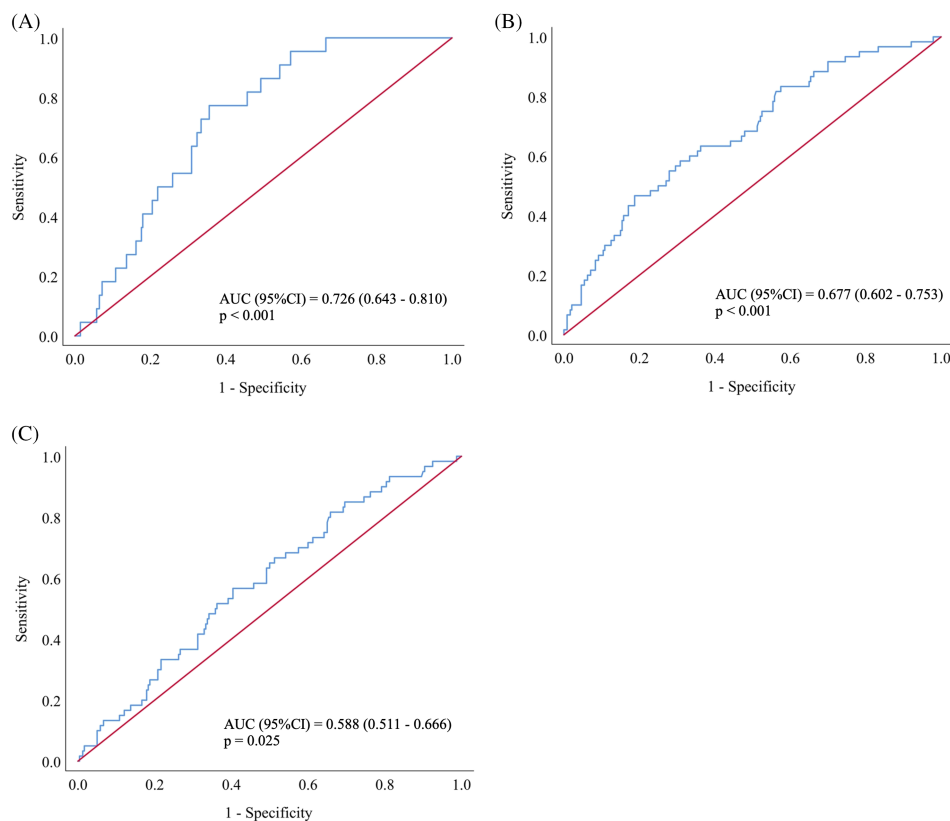 (A)
1.0
0.8
0.6
0.4
0.2
0.0
Sensitivity
AUC (95%CI) = 0.726 (0.643 - 0.810)
p < 0.001
0.0 0.2 0.4 0.6 0.8 1.0
1 - Specificity
(B)
1.0
0.8
0.6
0.4
0.2
0.0
Sensitivity
AUC (95%CI) = 0.677 (0.602 - 0.753)
p < 0.001
0.0 0.2 0.4 0.6 0.8 1.0
1 - Specificity
(C)
1.0
0.8
0.6
0.4
0.2
0.0
Sensitivity
AUC (95%CI) = 0.588 (0.511 - 0.666)
p = 0.025
0.0 0.2 0.4 0.6 0.8 1.0
1 - Specificity